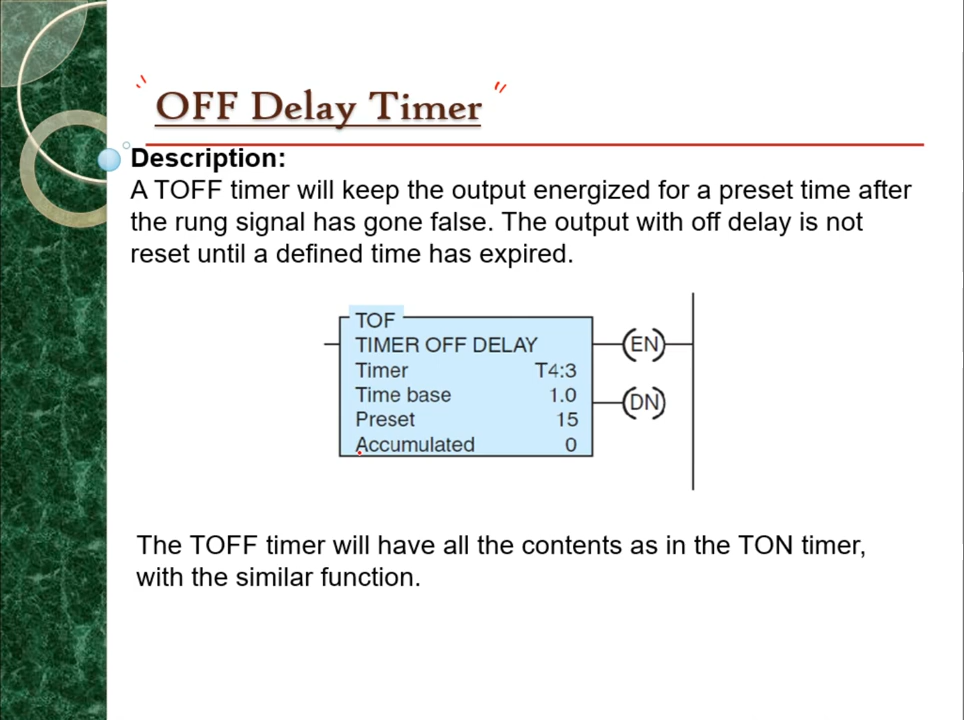 " OFF Delay Timer "
Description:
A TOFF timer will keep the output energized for a preset time after
the rung signal has gone false. The output with off delay is not
reset until a defined time has expired.
TOF
TIMER OFF DELAY
Timer T4:3
Time base 1.0
Preset 15
Accumulated 0
(EN)
(DN)
The TOFF timer will have all the contents as in the TON timer,
with the similar function.